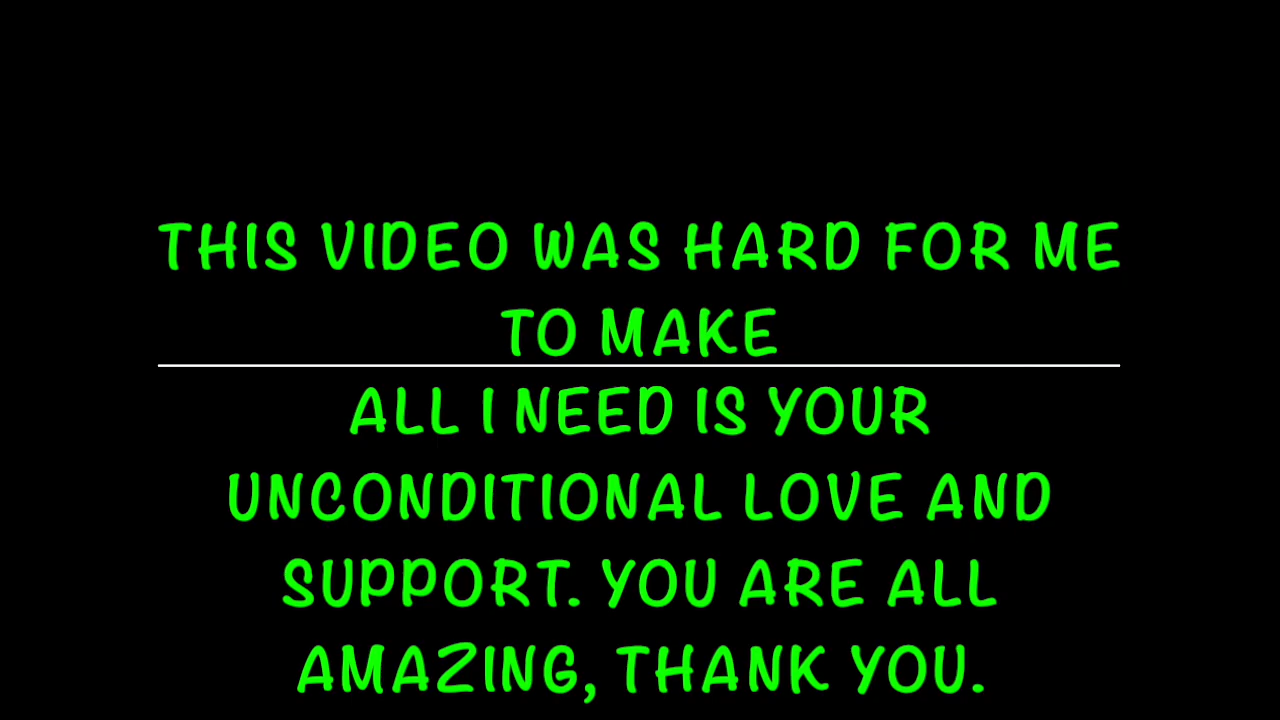 THIS VIDEO WAS HARD FOR ME
TO MAKE
ALL I NEED IS YOUR
UNCONDITIONAL LOVE AND
SUPPORT. YOU ARE ALL
AMAZING, THANK YOU.